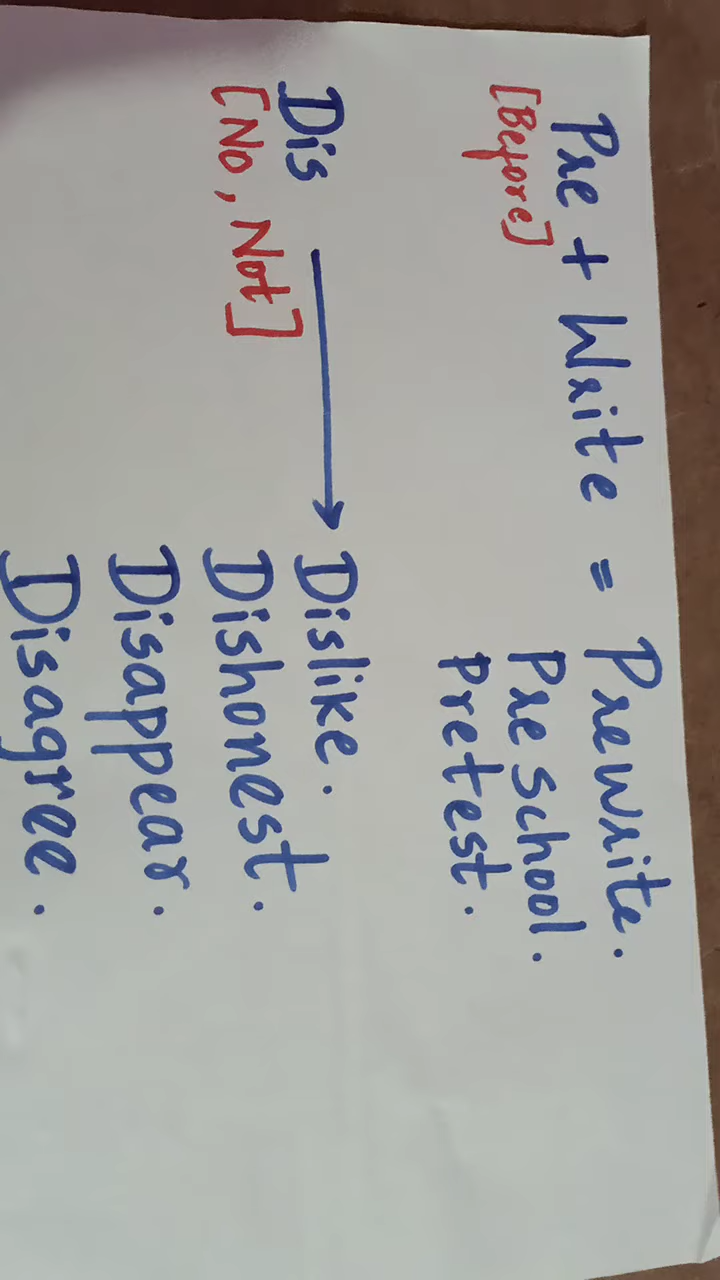 Pre + Write = Prewrite.
[Before]
Preschool.
Pretest.
Dis → Dislike.
[No, Not]
Dishonest.
Disappear.
Disagree.